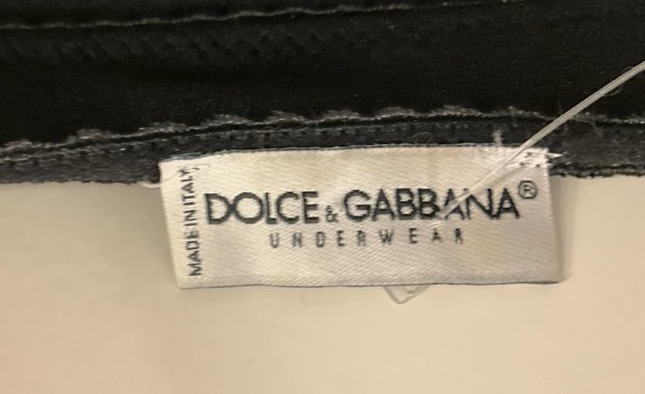 MADE IN ITALY
DOLCE & GABBANA®
UNDERWEAR